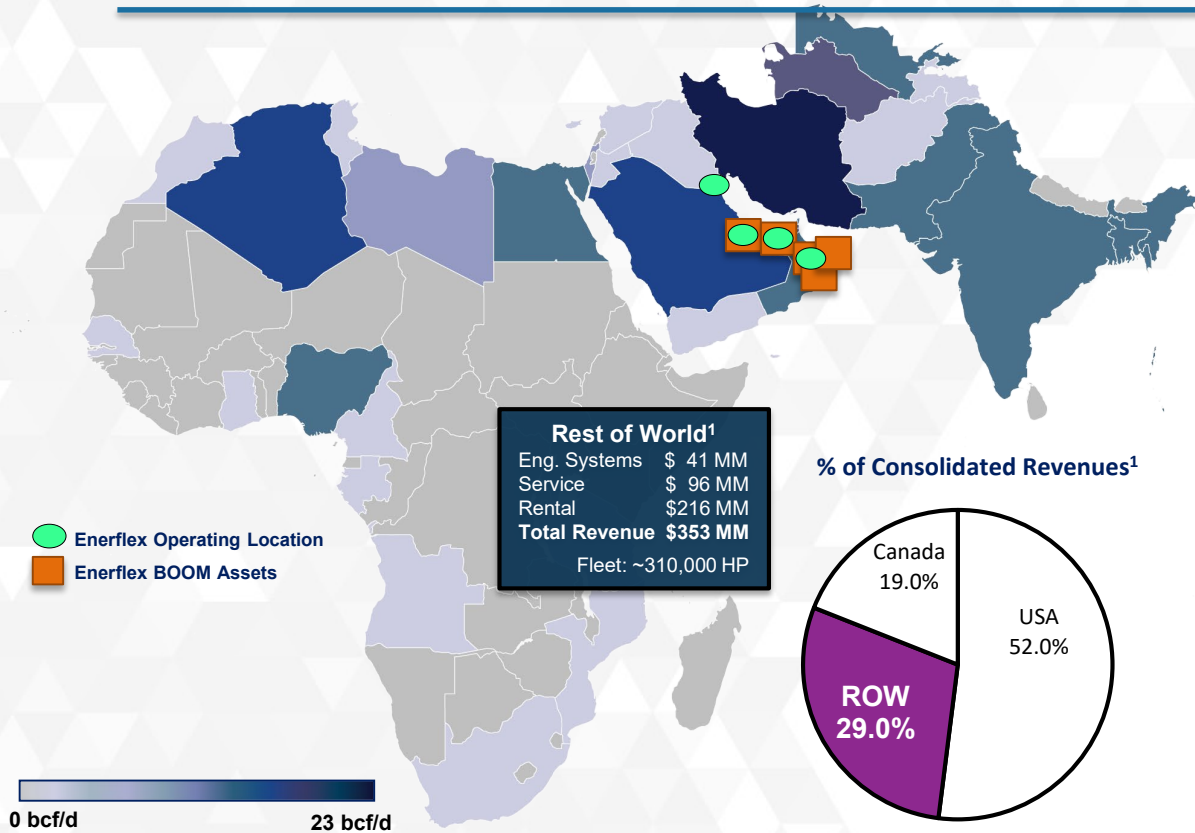 Rest of World¹
Eng. Systems $ 41 MM
Service $ 96 MM
Rental $216 MM
Total Revenue $353 MM
Fleet: ~310,000 HP
% of Consolidated Revenues¹
Canada
19.0%
USA
52.0%
ROW
29.0%
Enerflex Operating Location
Enerflex BOOM Assets
0 bcf/d 23 bcf/d